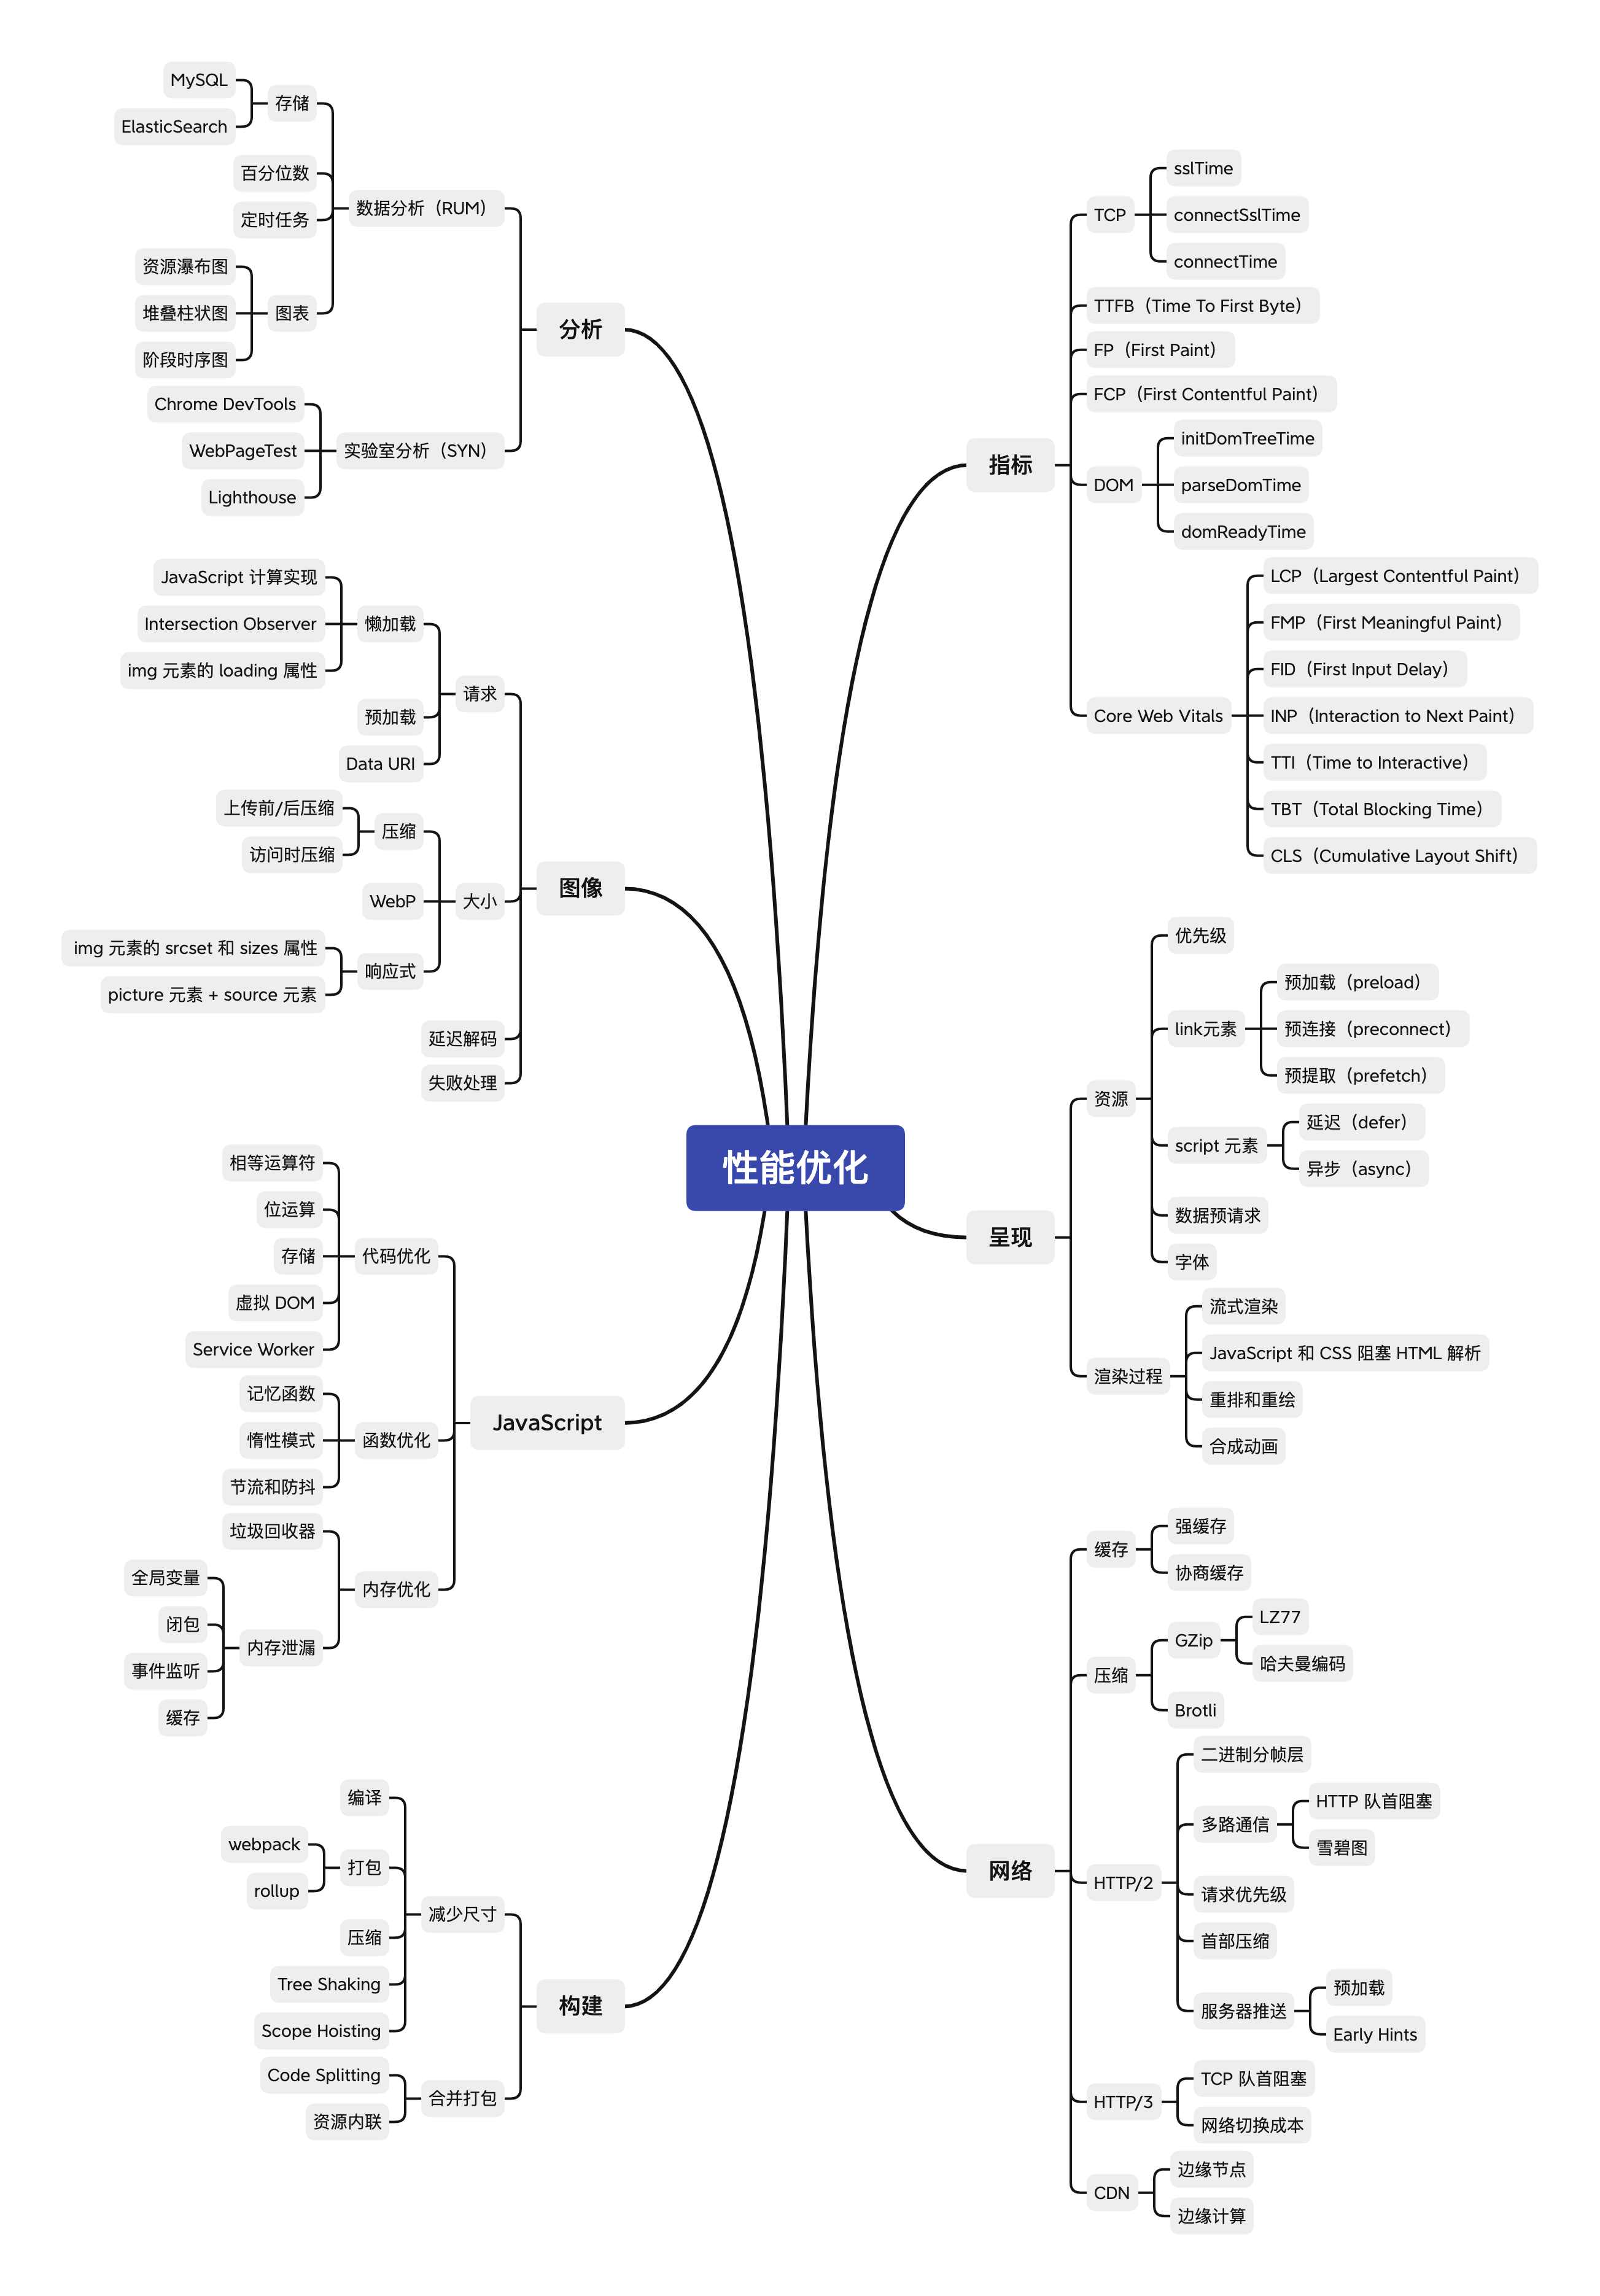 性能优化
指标
TCP
sslTime
connectSslTime
connectTime
TTFB（Time To First Byte）
FP（First Paint）
FCP（First Contentful Paint）
DOM
initDomTreeTime
parseDomTime
domReadyTime
Core Web Vitals
LCP（Largest Contentful Paint）
FMP（First Meaningful Paint）
FID（First Input Delay）
INP（Interaction to Next Paint）
TTI（Time to Interactive）
TBT（Total Blocking Time）
CLS（Cumulative Layout Shift）
呈现
资源
优先级
link元素
预加载（preload）
预连接（preconnect）
预提取（prefetch）
script 元素
延迟（defer）
异步（async）
数据预请求
字体
渲染过程
流式渲染
JavaScript 和 CSS 阻塞 HTML 解析
重排和重绘
合成动画
网络
缓存
强缓存
协商缓存
压缩
GZip
LZ77
哈夫曼编码
Brotli
HTTP/2
二进制分帧层
多路通信
HTTP 队首阻塞
雪碧图
请求优先级
首部压缩
服务器推送
预加载
Early Hints
HTTP/3
TCP 队首阻塞
网络切换成本
CDN
边缘节点
边缘计算
分析
数据分析（RUM）
存储
MySQL
ElasticSearch
百分位数
定时任务
图表
资源瀑布图
堆叠柱状图
阶段时序图
实验室分析（SYN）
Chrome DevTools
WebPageTest
Lighthouse
图像
请求
懒加载
JavaScript 计算实现
Intersection Observer
img 元素的 loading 属性
预加载
Data URI
大小
压缩
上传前/后压缩
访问时压缩
WebP
响应式
img 元素的 srcset 和 sizes 属性
picture 元素 + source 元素
延迟解码
失败处理
JavaScript
代码优化
相等运算符
位运算
存储
虚拟 DOM
Service Worker
函数优化
记忆函数
惰性模式
节流和防抖
内存优化
垃圾回收器
内存泄漏
全局变量
闭包
事件监听
缓存
构建
减少尺寸
编译
打包
webpack
rollup
压缩
Tree Shaking
Scope Hoisting
合并打包
Code Splitting
资源内联